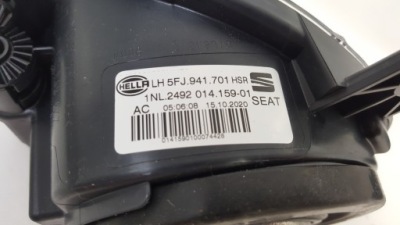 HELLA LH 5FJ.941.701 HSR
1NL.2492 014.159-01
AC 05:06:08 15.10.2020 SEAT
0141590100074426